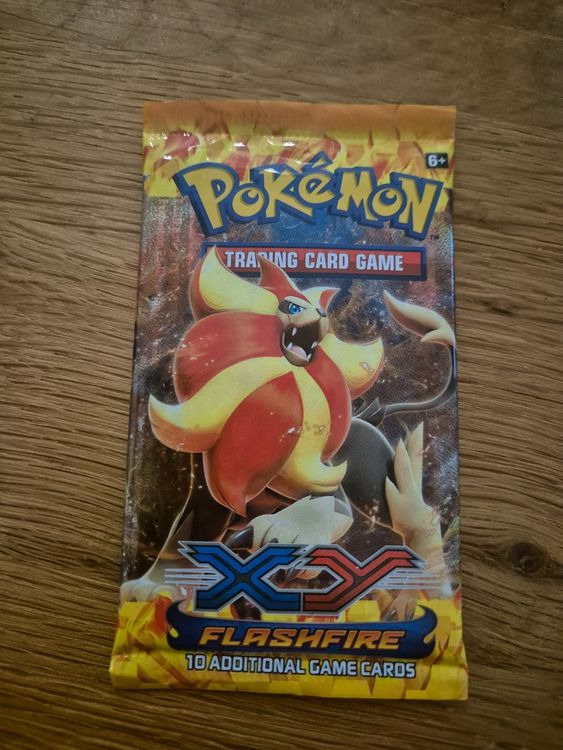 6+
POKéMON
TRADING CARD GAME
XY
FLASHFIRE
10 ADDITIONAL GAME CARDS